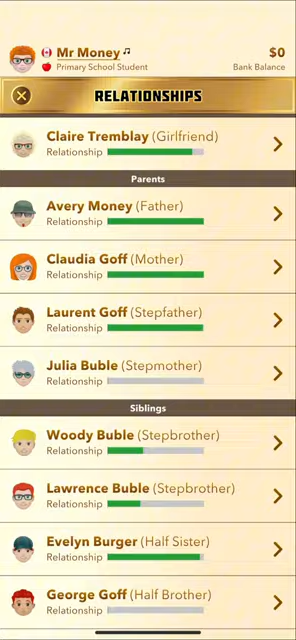 Mr Money
$0
Primary School Student
Bank Balance
RELATIONSHIPS
Claire Tremblay (Girlfriend)
Relationship
Parents
Avery Money (Father)
Relationship
Claudia Goff (Mother)
Relationship
Laurent Goff (Stepfather)
Relationship
Julia Buble (Stepmother)
Relationship
Siblings
Woody Buble (Stepbrother)
Relationship
Lawrence Buble (Stepbrother)
Relationship
Evelyn Burger (Half Sister)
Relationship
George Goff (Half Brother)
Relationship